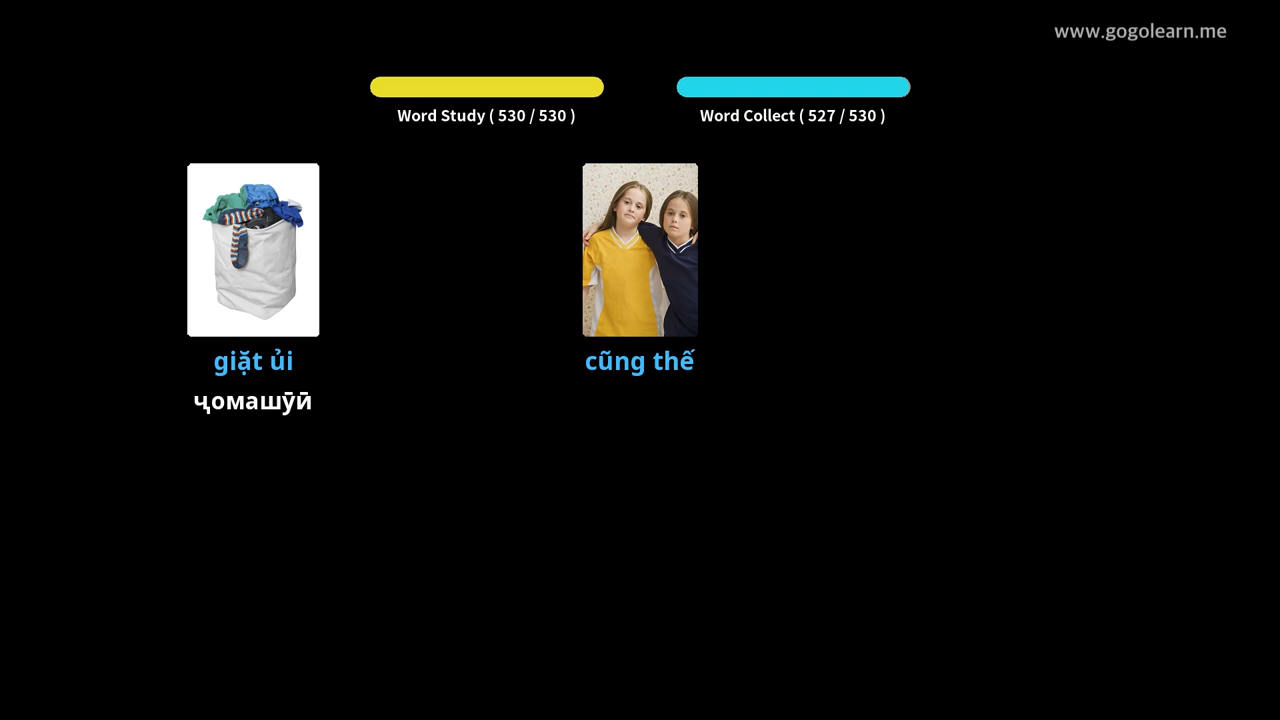 www.gogolearn.me
Word Study ( 530 / 530 )
Word Collect ( 527 / 530 )
giặt ủi
cũng thế
ҷомашӯӣ